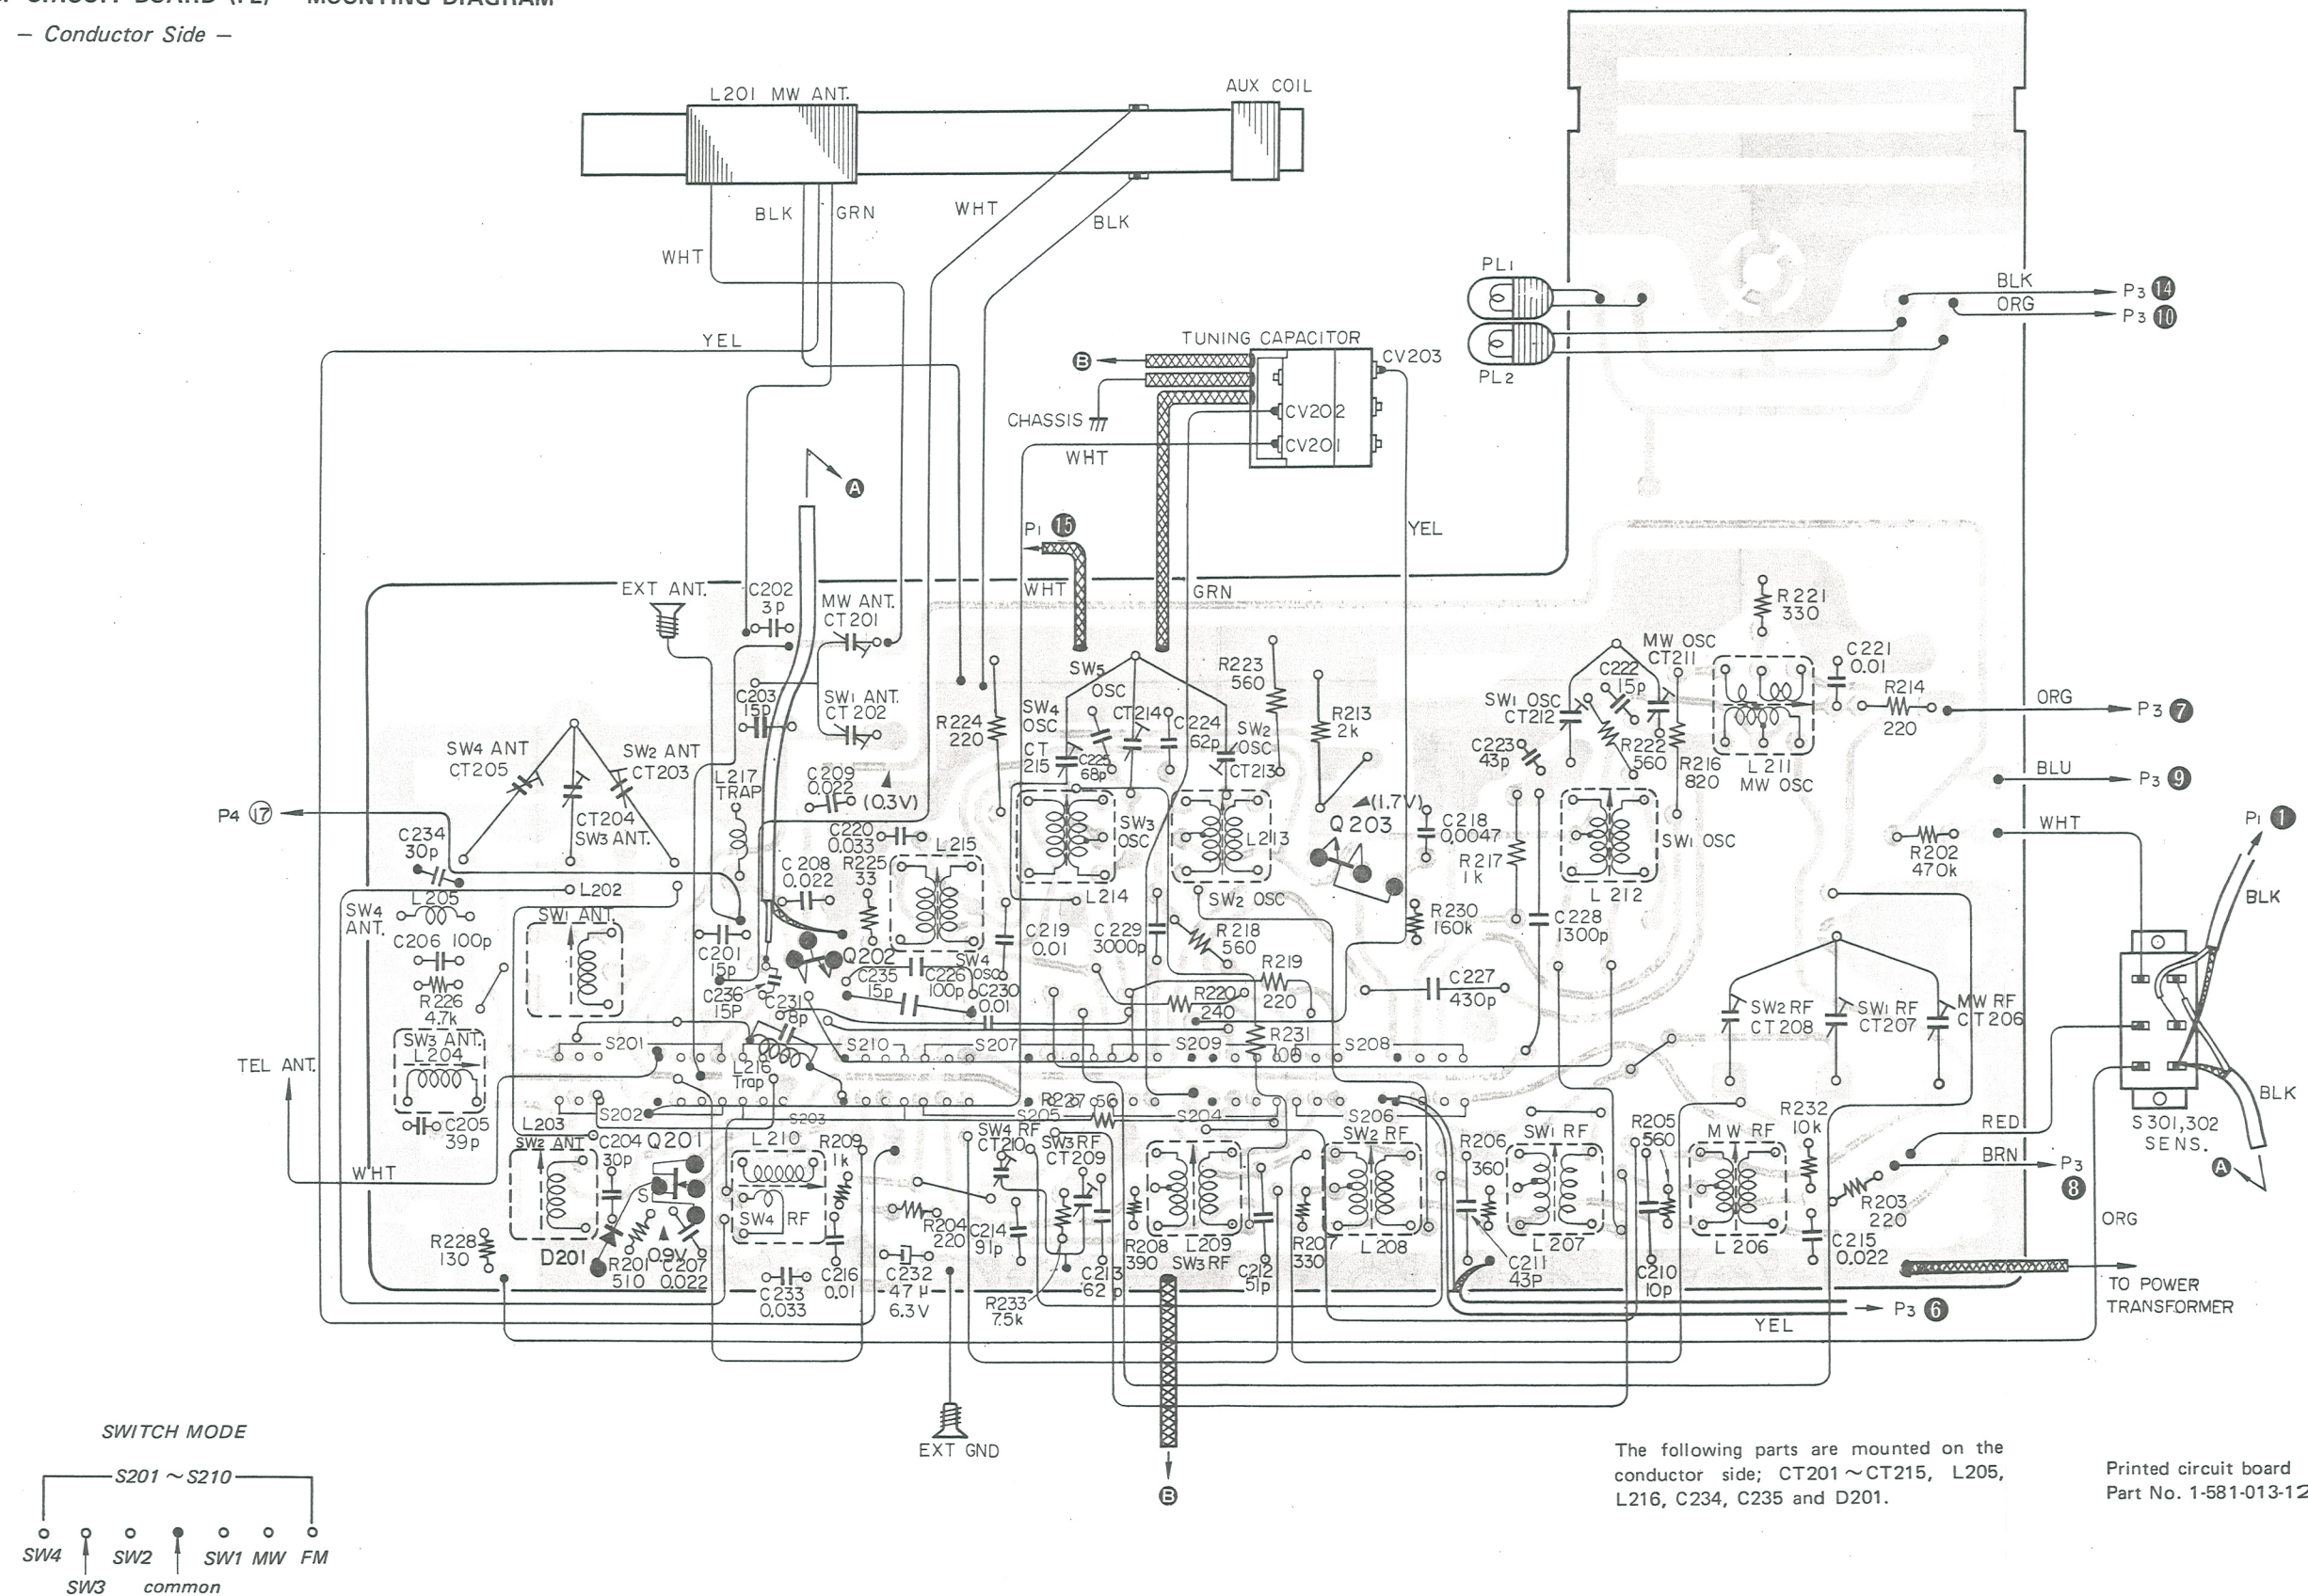 CIRCUIT BOARD MOUNTING DIAGRAM
— Conductor Side —
L201 MW ANT.
AUX COIL
BLK
GRN
WHT
BLK
WHT
YEL
PL1
PL2
BLK
P3 14
ORG
P3 10
TUNING CAPACITOR
B
CV203
CHASSIS
CV202
CV201
WHT
A
P1 15
YEL
EXT ANT.
C202
3p
MW ANT.
CT201
WHT
GRN
R221
330
C203
15p
SW1 ANT.
CT202
R224
220
SW4
OSC
CT
215
SW5
OSC
CT214
C225
68p
C224
62p
R223
560
SW2
OSC
CT213
R213
2k
SW1 OSC
CT212
C222
15p
MW OSC
CT211
R222
560
R216
820
L211
MW OSC
C221
0.01
R214
220
ORG
P3 7
BLU
P3 9
WHT
P1 1
BLK
SW4 ANT
CT205
SW2 ANT
CT203
CT204
SW3 ANT.
L217
TRAP
C209
0.022
(0.3V)
C223
43p
P4 17
C234
30p
L205
SW4
ANT.
L202
SW1 ANT.
C220
0.033
L215
C208
0.022
R225
33
SW3
OSC
L214
L213
SW2 OSC
(1.7V)
Q203
C218
0.0047
R217
1k
SW1 OSC
L212
R202
470k
C206 100p
R226
4.7k
C201
15p
Q202
C236
15P
C235
15p
C226
100p
SW4
OSC
C219
0.01
C229
3000p
R218
560
R219
220
R220
240
C230
0.01
R230
160k
C228
1300p
C227
430p
C231
8p
SW2 RF
CT208
SW1 RF
CT207
MW RF
CT206
SW3 ANT.
L204
C205
39p
TEL ANT.
WHT
S201
S210
S207
S209
R231
S208
L216
Trap
S202
S203
S205
R227 56
S204
S206
L203
SW2 ANT
C204
30p
Q201
L210
SW4 RF
R209
1k
SW4 RF
CT210
SW3 RF
CT209
SW2 RF
R206
360
SW1 RF
R205
560
MW RF
R232
10k
R228
130
D201
R201
510
0.9V
C207
0.022
C233
0.033
C216
0.01
C232
47 μ
6.3V
R204
220
C214
91p
R233
7.5k
C213
62p
R208
390
L209
SW3 RF
C212
51p
R207
330
L208
C211
43p
L207
C210
10p
L206
C215
0.022
R203
220
RED
BRN
P3
8
S301,302
SENS.
BLK
A
ORG
TO POWER
TRANSFORMER
P3 6
YEL
EXT GND
B
SWITCH MODE
S201 ~ S210
SW4
SW3
SW2
common
SW1 MW FM
The following parts are mounted on the
conductor side; CT201 ~ CT215, L205,
L216, C234, C235 and D201.
Printed circuit board
Part No. 1-581-013-12